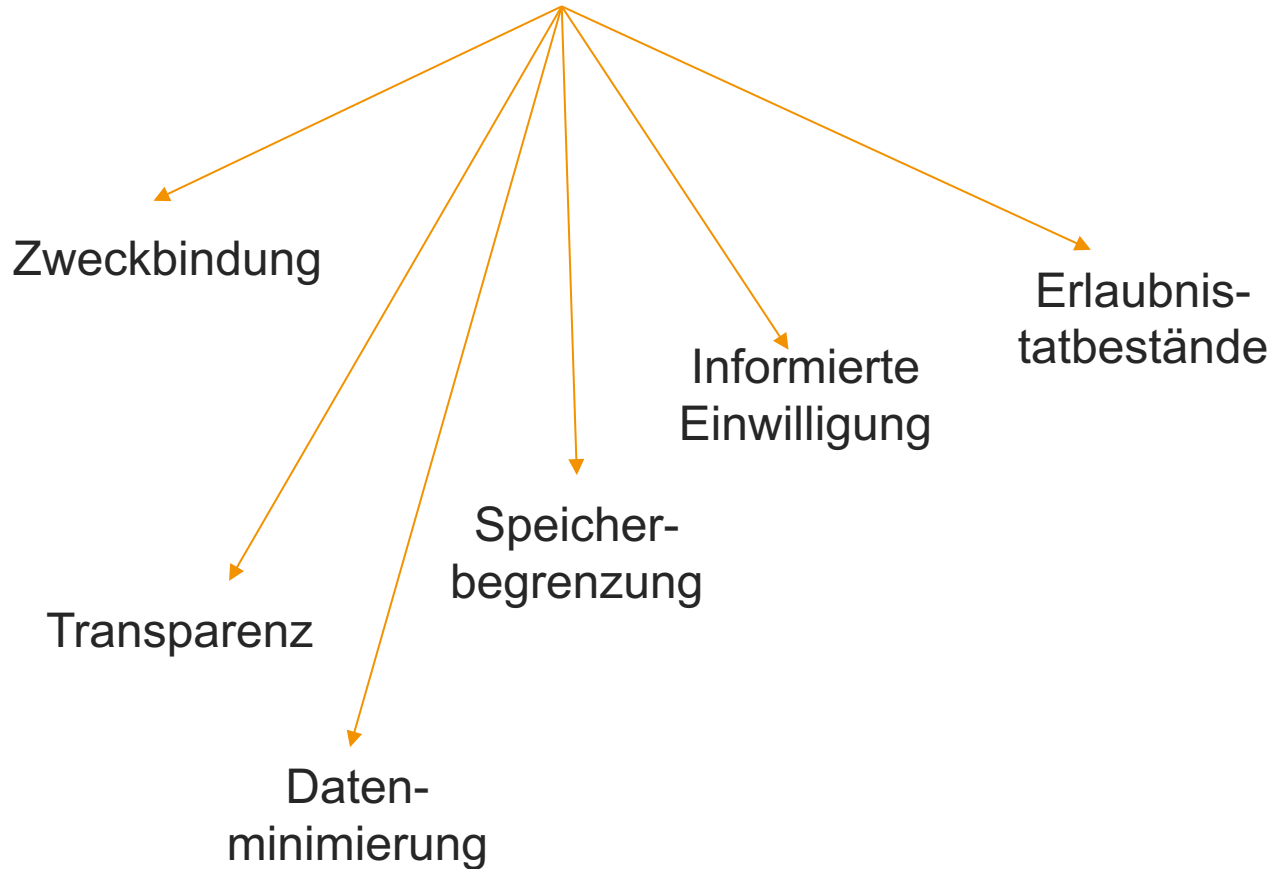 Zweckbindung
Erlaubnis-
tatbestände
Informierte
Einwilligung
Speicher-
begrenzung
Transparenz
Daten-
minimierung